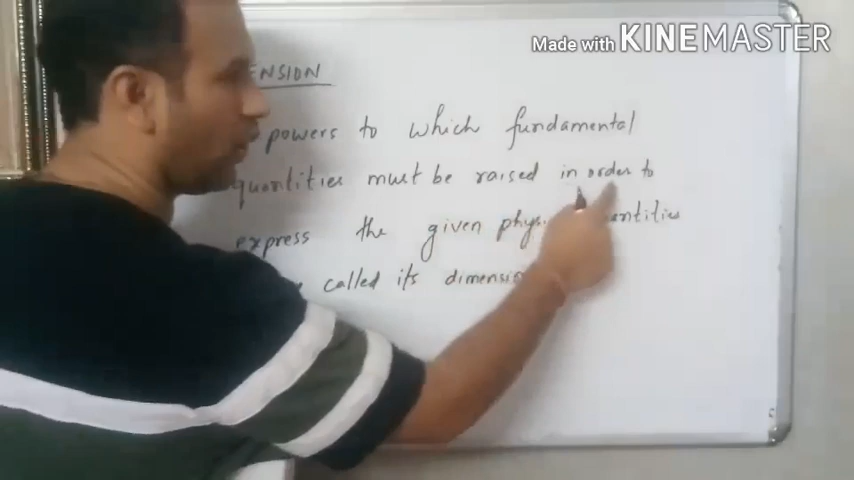 Made with KINEMASTER
ENSION
powers to which fundamental
quantities must be raised in order to
express the given phys antities
called its dimensio